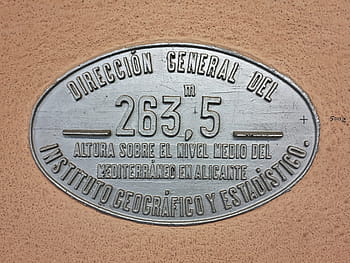 DIRECCIÓN GENERAL DEL
m
263,5
ALTURA SOBRE EL NIVEL MEDIO DEL
MEDITERRÁNEO EN ALICANTE
INSTITUTO GEOGRÁFICO Y ESTADÍSTICO.